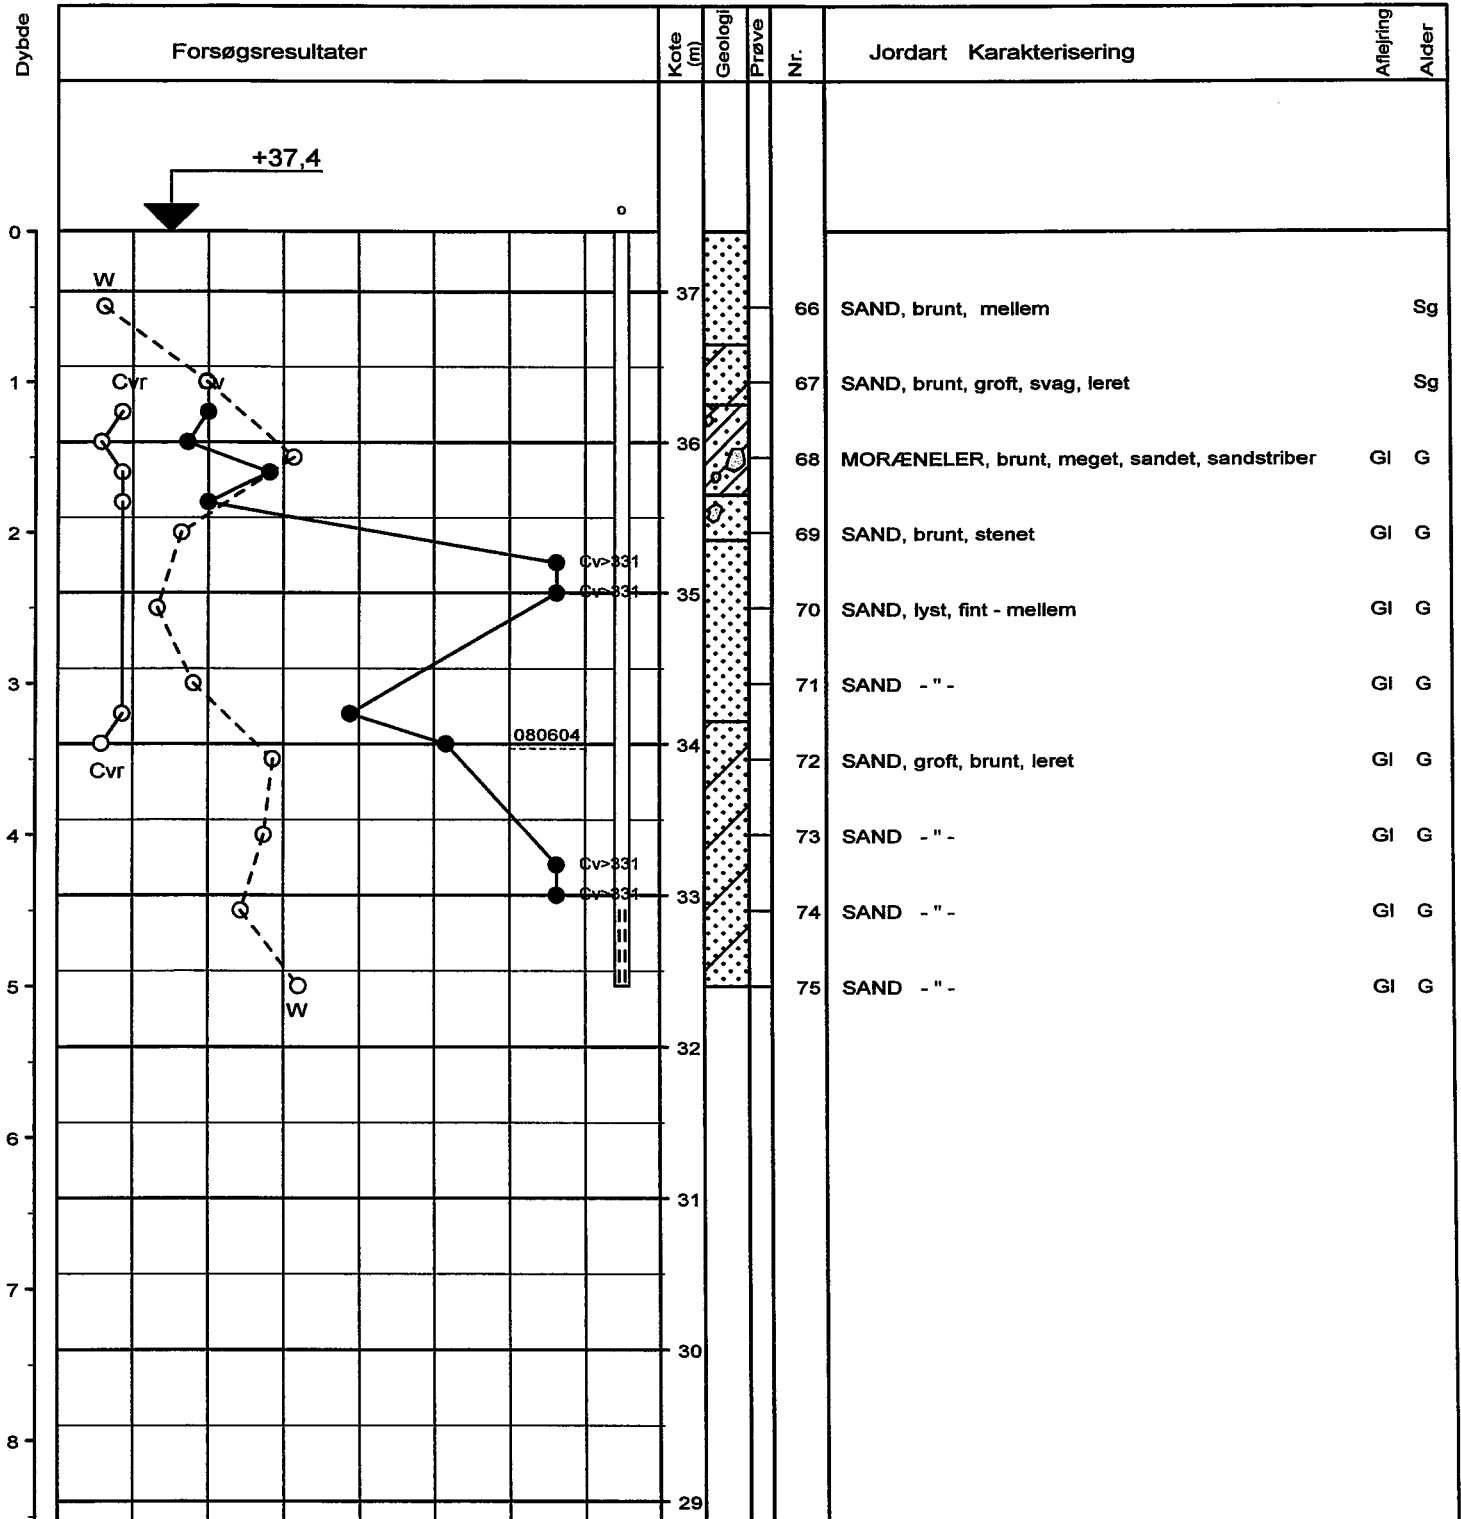 Dybde Forsøgsresultater Kote (m) Geologi Prøve Nr. Jordart Karakterisering Aflejring Alder
+37,4
o
0
W
37
66 SAND, brunt, mellem Sg
1 Cvr v
67 SAND, brunt, groft, svag, leret Sg
36
68 MORÆNELER, brunt, meget, sandet, sandstriber Gl G
2
69 SAND, brunt, stenet Gl G
Cv>331
Cv>331 35
70 SAND, lyst, fint - mellem Gl G
3
71 SAND - " - Gl G
080604
34
Cvr
72 SAND, groft, brunt, leret Gl G
4
73 SAND - " - Gl G
Cv>331
Cv>331 33
74 SAND - " - Gl G
5
75 SAND - " - Gl G
W
32
6
31
7
30
8
29